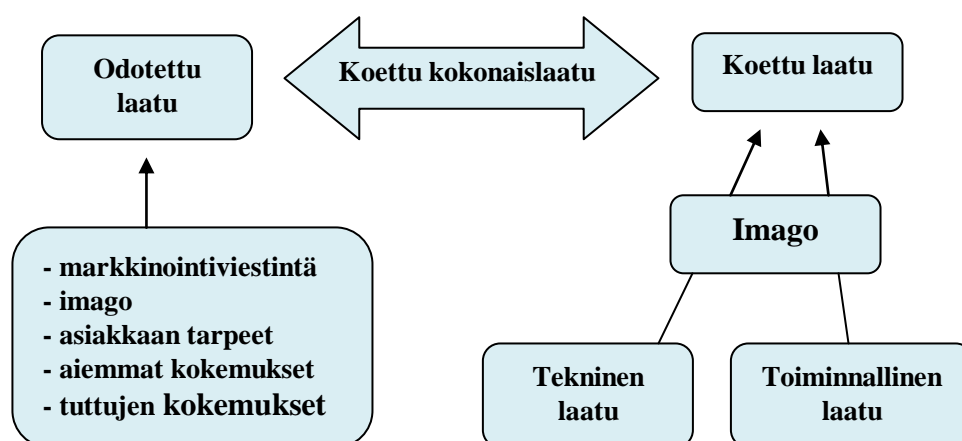 Odotettu
laatu
Koettu kokonaislaatu
Koettu laatu
Imago
- markkinointiviestintä
- imago
- asiakkaan tarpeet
- aiemmat kokemukset
- tuttujen kokemukset
Tekninen
laatu
Toiminnallinen
laatu